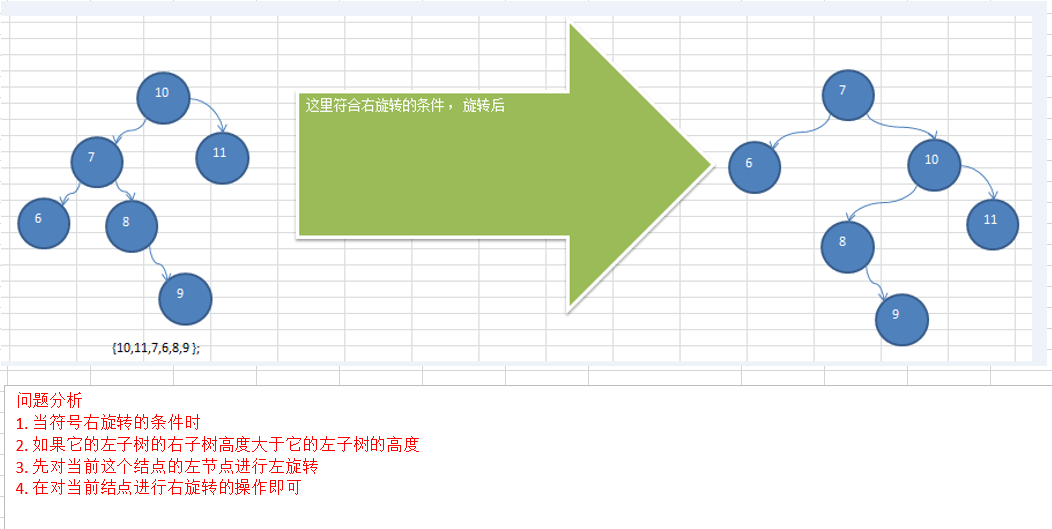 10
7
11
6
8
9
{10,11,7,6,8,9 };
这里符合右旋转的条件 ， 旋转后
7
6
10
11
8
9
问题分析
1. 当符号右旋转的条件时
2. 如果它的左子树的右子树高度大于它的左子树的高度
3. 先对当前这个结点的左节点进行左旋转
4. 在对当前结点进行右旋转的操作即可